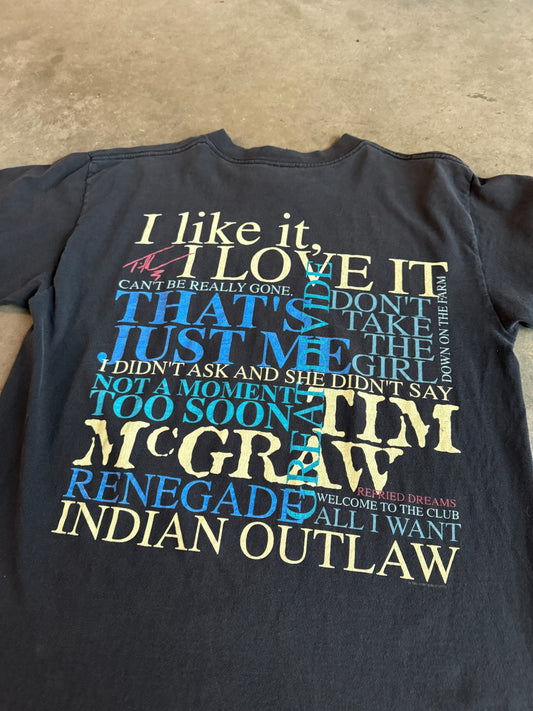 I like it,
I LOVE IT
CAN'T BE REALLY GONE.
THAT'S
JUST ME
DON'T
TAKE
THE
GIRL
DOWN ON THE FARM
GREAT DIVIDE
I DIDN'T ASK AND SHE DIDN'T SAY
NOT A MOMENT
TOO SOON
TIM
McGRAW
REFRIED DREAMS
RENEGADE
WELCOME TO THE CLUB
ALL I WANT
INDIAN OUTLAW